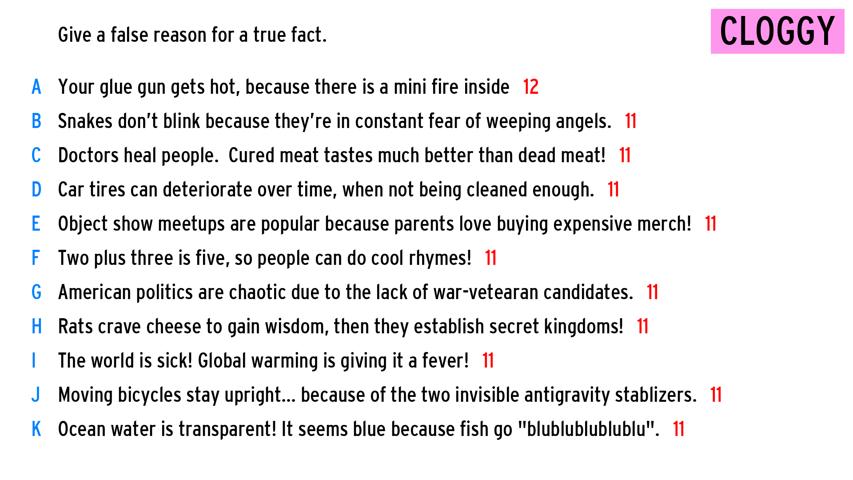 Give a false reason for a true fact.
CLOGGY
A Your glue gun gets hot, because there is a mini fire inside 12
B Snakes don't blink because they're in constant fear of weeping angels. 11
C Doctors heal people. Cured meat tastes much better than dead meat! 11
D Car tires can deteriorate over time, when not being cleaned enough. 11
E Object show meetups are popular because parents love buying expensive merch! 11
F Two plus three is five, so people can do cool rhymes! 11
G American politics are chaotic due to the lack of war-vetearan candidates. 11
H Rats crave cheese to gain wisdom, then they establish secret kingdoms! 11
I The world is sick! Global warming is giving it a fever! 11
J Moving bicycles stay upright... because of the two invisible antigravity stablizers. 11
K Ocean water is transparent! It seems blue because fish go "blublublublublu". 11